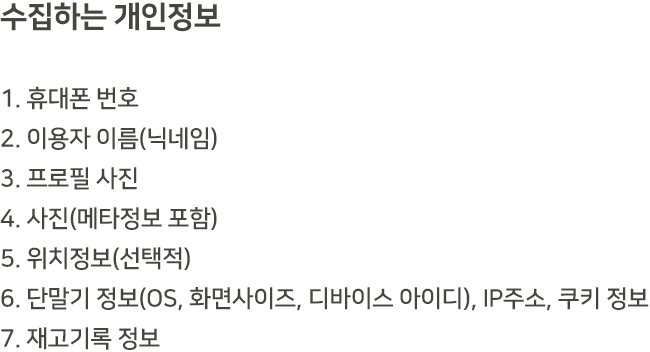 수집하는 개인정보
1. 휴대폰 번호
2. 이용자 이름(닉네임)
3. 프로필 사진
4. 사진(메타정보 포함)
5. 위치정보(선택적)
6. 단말기 정보(OS, 화면사이즈, 디바이스 아이디), IP주소, 쿠키 정보
7. 재고기록 정보